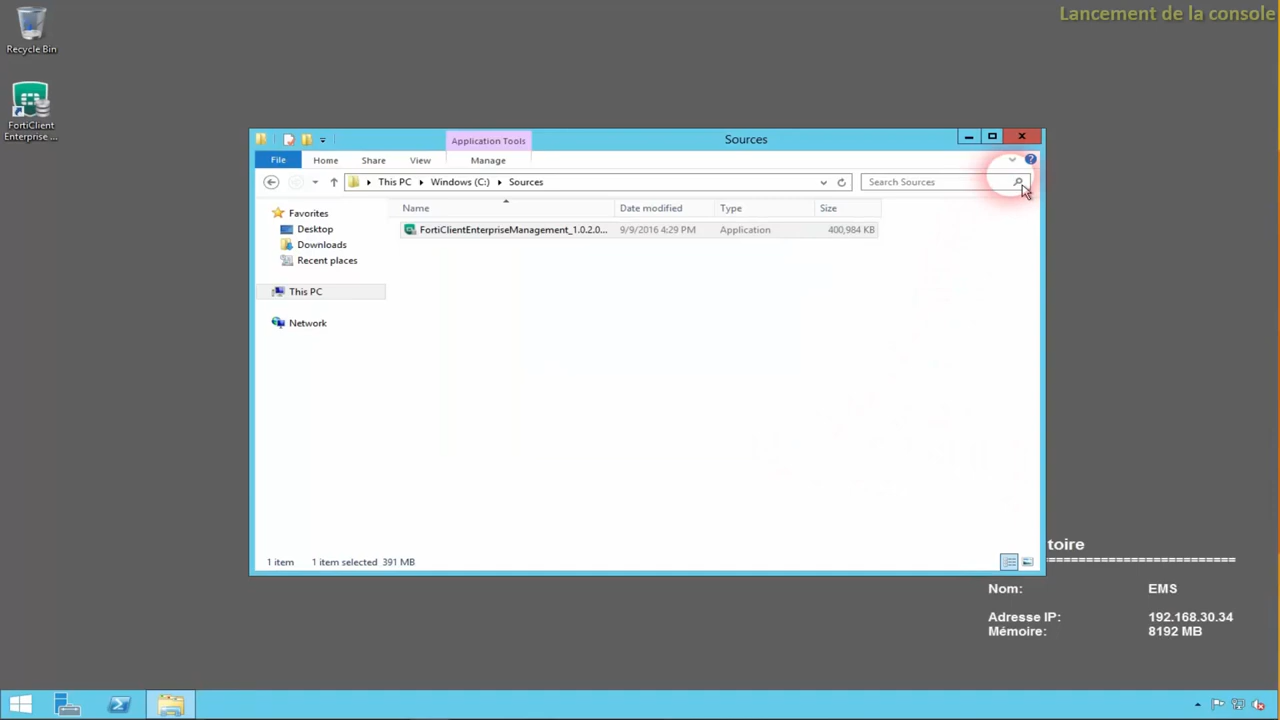 Lancement de la console
Recycle Bin
FortiClient
Enterprise ...
Application Tools
Sources
File
Home
Share
View
Manage
This PC
Windows (C:)
Sources
Search Sources
Name
Date modified
Type
Size
Favorites
Desktop
Downloads
Recent places
This PC
Network
FortiClientEnterpriseManagement_1.0.2.0...
9/9/2016 4:29 PM
Application
400,984 KB
1 item
1 item selected 391 MB
toire
==========================
Nom: EMS
Adresse IP: 192.168.30.34
Mémoire: 8192 MB